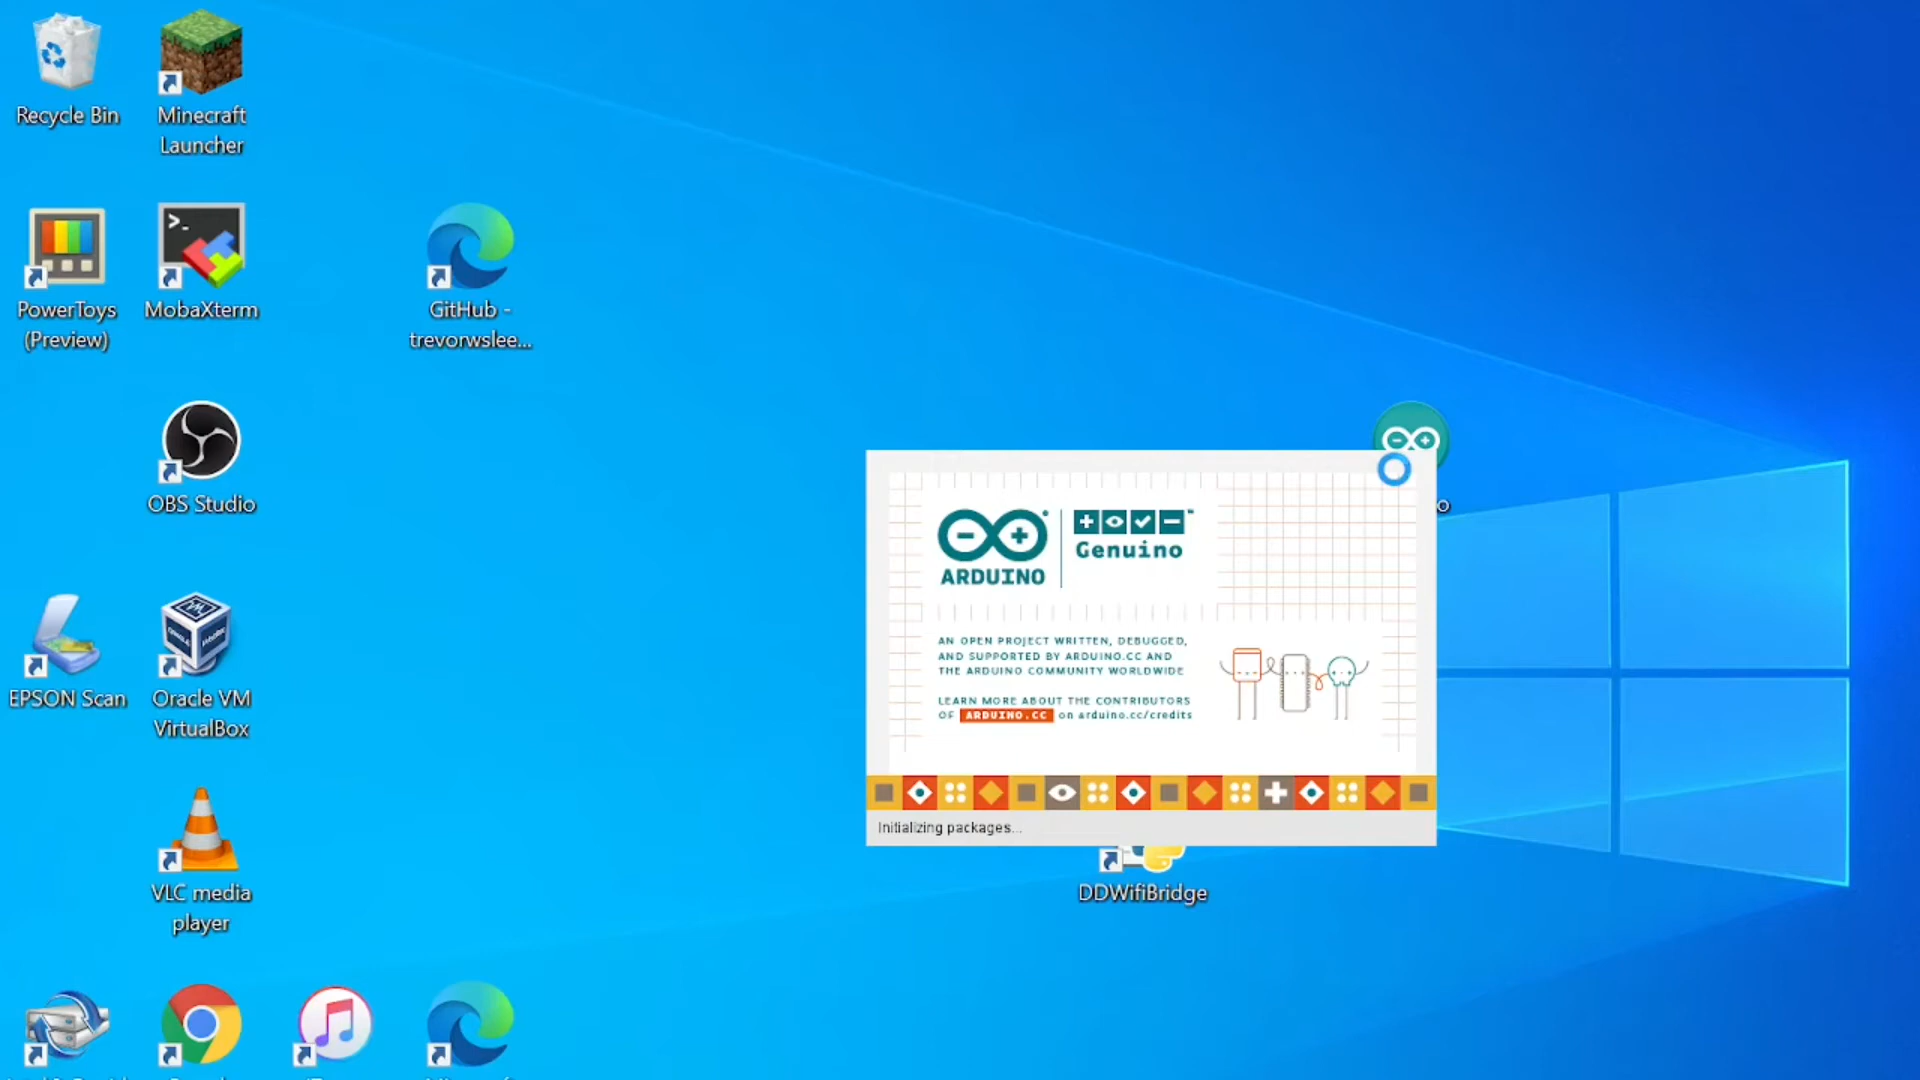 Recycle Bin
Minecraft
Launcher
PowerToys
(Preview)
MobaXterm
GitHub -
trevorwslee...
OBS Studio
EPSON Scan
Oracle VM
VirtualBox
VLC media
player
ARDUINO
Genuino
AN OPEN PROJECT WRITTEN, DEBUGGED,
AND SUPPORTED BY ARDUINO.CC AND
THE ARDUINO COMMUNITY WORLDWIDE
LEARN MORE ABOUT THE CONTRIBUTORS
OF ARDUINO.CC on arduino.cc/credits
Initializing packages...
DDWifiBridge